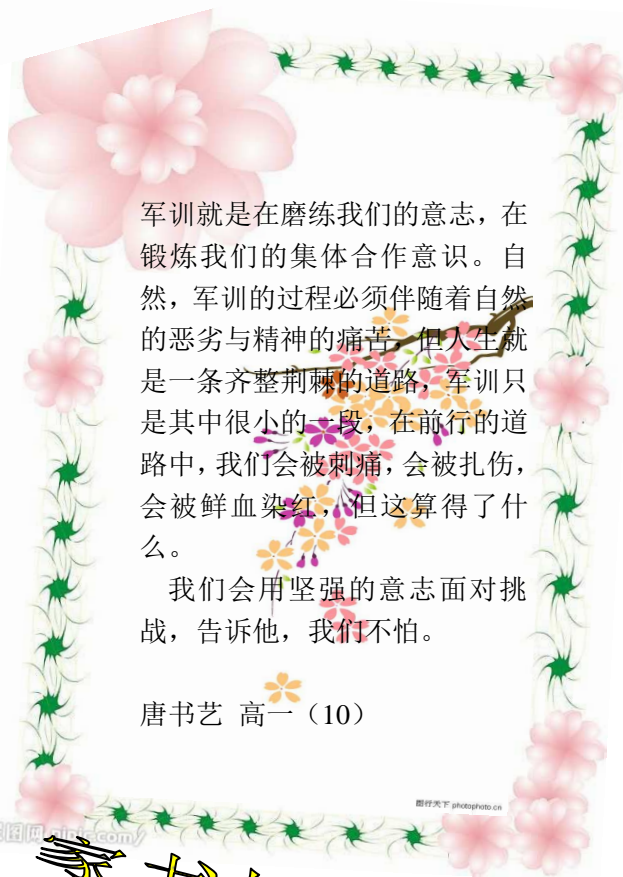 军训就是在磨练我们的意志，在
锻炼我们的集体合作意识。自
然，军训的过程必须伴随着自然
的恶劣与精神的痛苦，但人生就
是一条齐整荆棘的道路，军训只
是其中很小的一段，在前行的道
路中，我们会被刺痛，会被扎伤，
会被鲜血染红，但这算得了什
么。
我们会用坚强的意志面对挑
战，告诉他，我们不怕。
唐书艺 高一（10）
图行天下 photophoto.cn